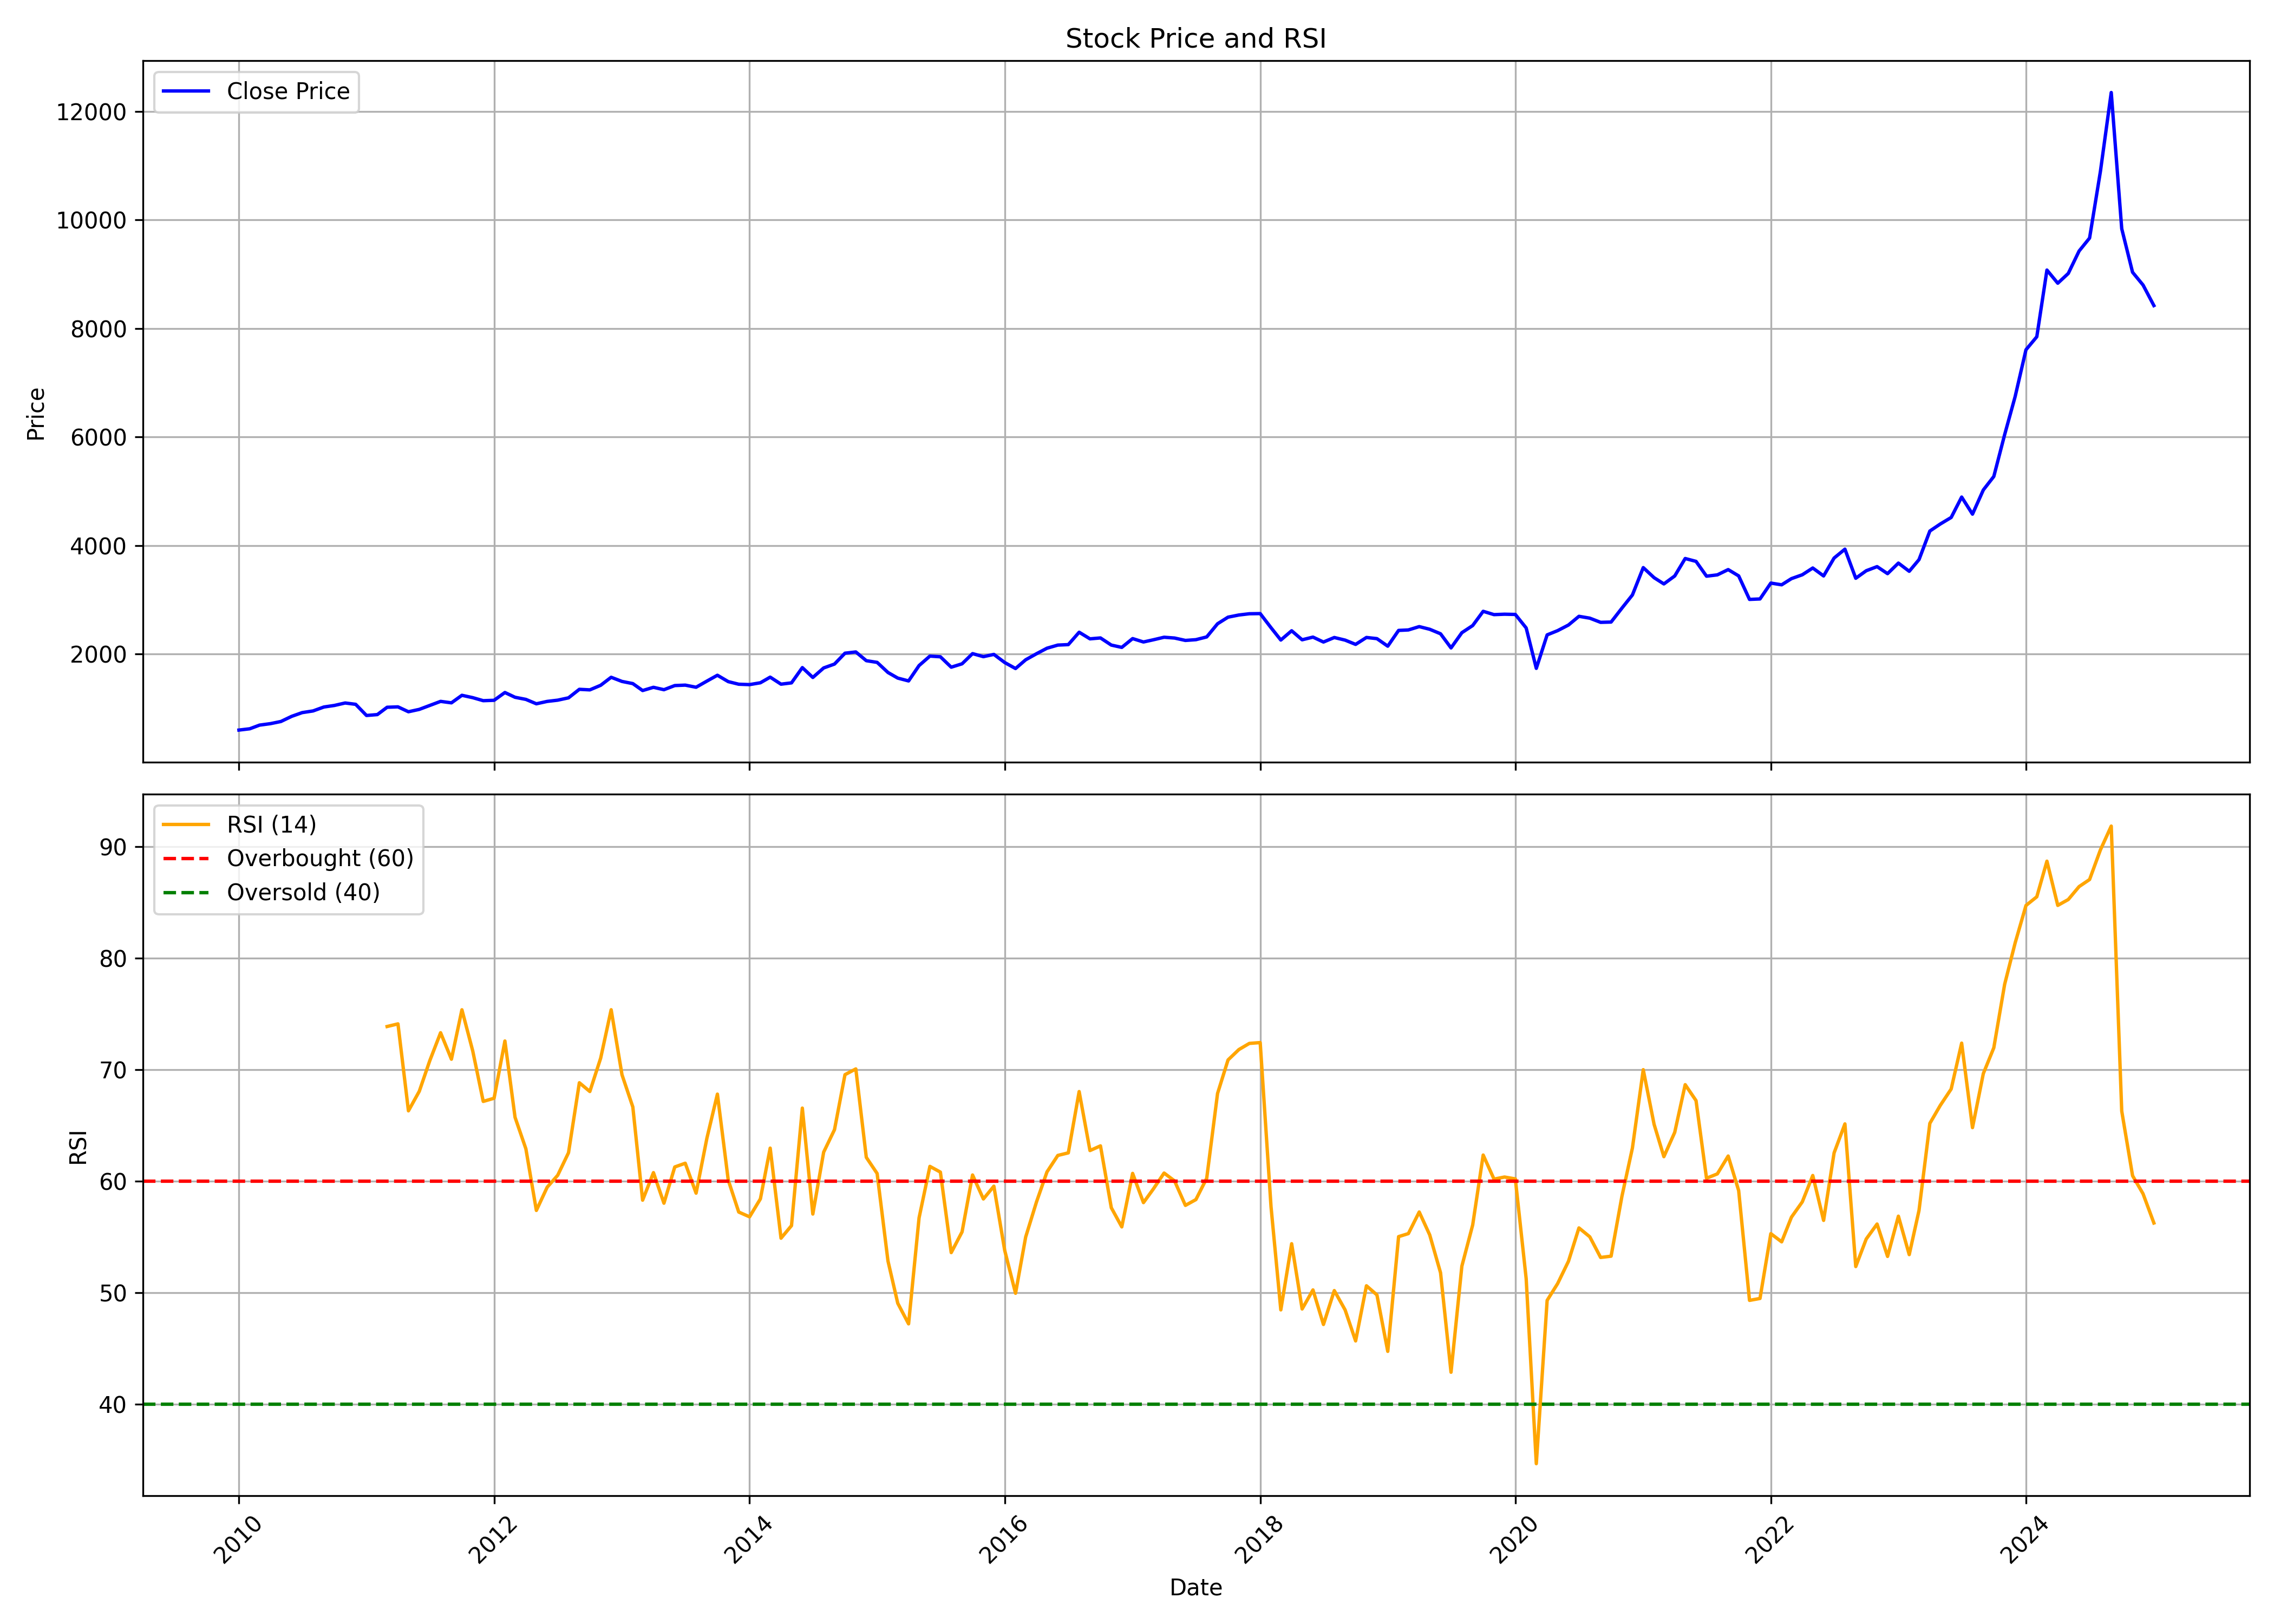 Stock Price and RSI
Close Price
12000
10000
8000
6000
4000
2000
Price
RSI (14)
Overbought (60)
Oversold (40)
90
80
70
60
50
40
RSI
2010
2012
2014
2016
2018
2020
2022
2024
Date